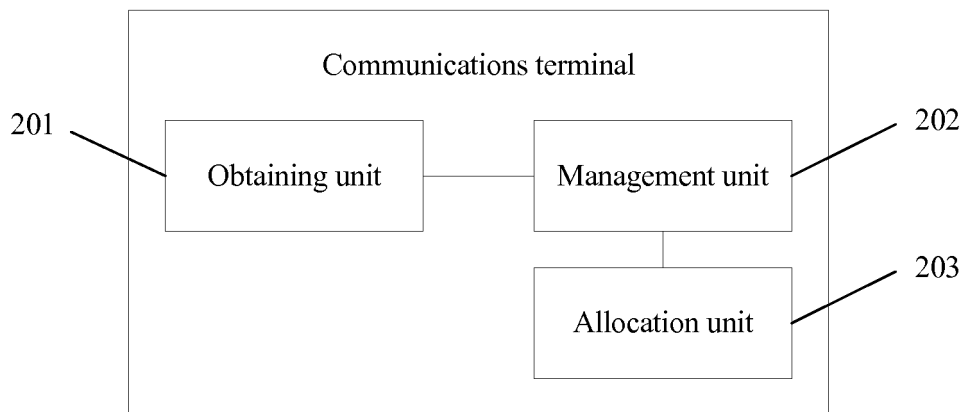 Communications terminal
201
202
Obtaining unit
Management unit
203
Allocation unit